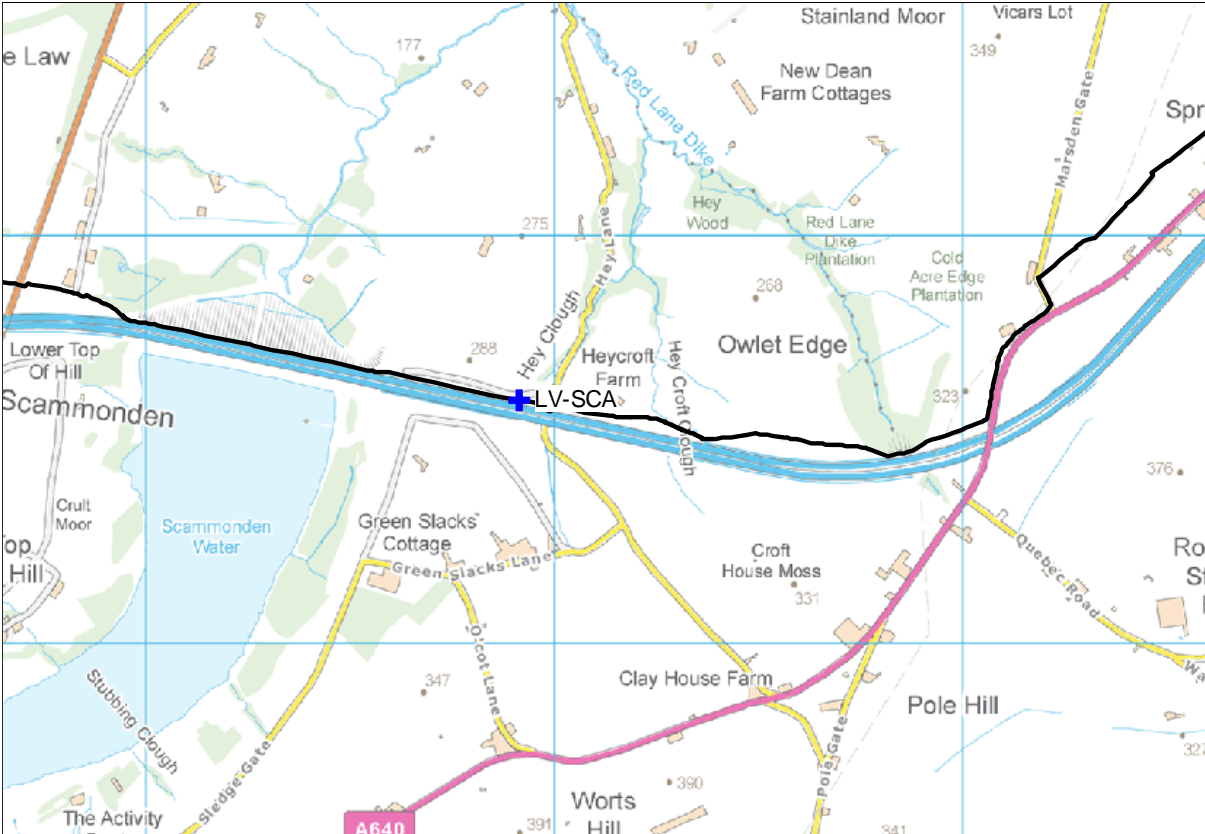 Stainland Moor
Vicars Lot
177
349
e Law
New Dean
Farm Cottages
Red Lane Dike
Marsden Gate
Spr
Hey
Wood
Red Lane
Dike
Plantation
275
Hey Lane
Cold
Acre Edge
Plantation
268
Hey Clough
Owlet Edge
Lower Top
Of Hill
288
Heycroft
Farm
Hey Croft Clough
323
LV-SCA
Scammonden
376
Crult
Moor
Scammonden
Water
Green Slacks
Cottage
Green Slacks Lane
Croft
House Moss
331
Quebec Road
Ro
St
Top
Hill
Olcot Lane
Wa
Stubbing Clough
347
Clay House Farm
Pole Hill
Pole Gate
327
Sledge Gate
390
Worts
Hill
The Activity
A640
391
341